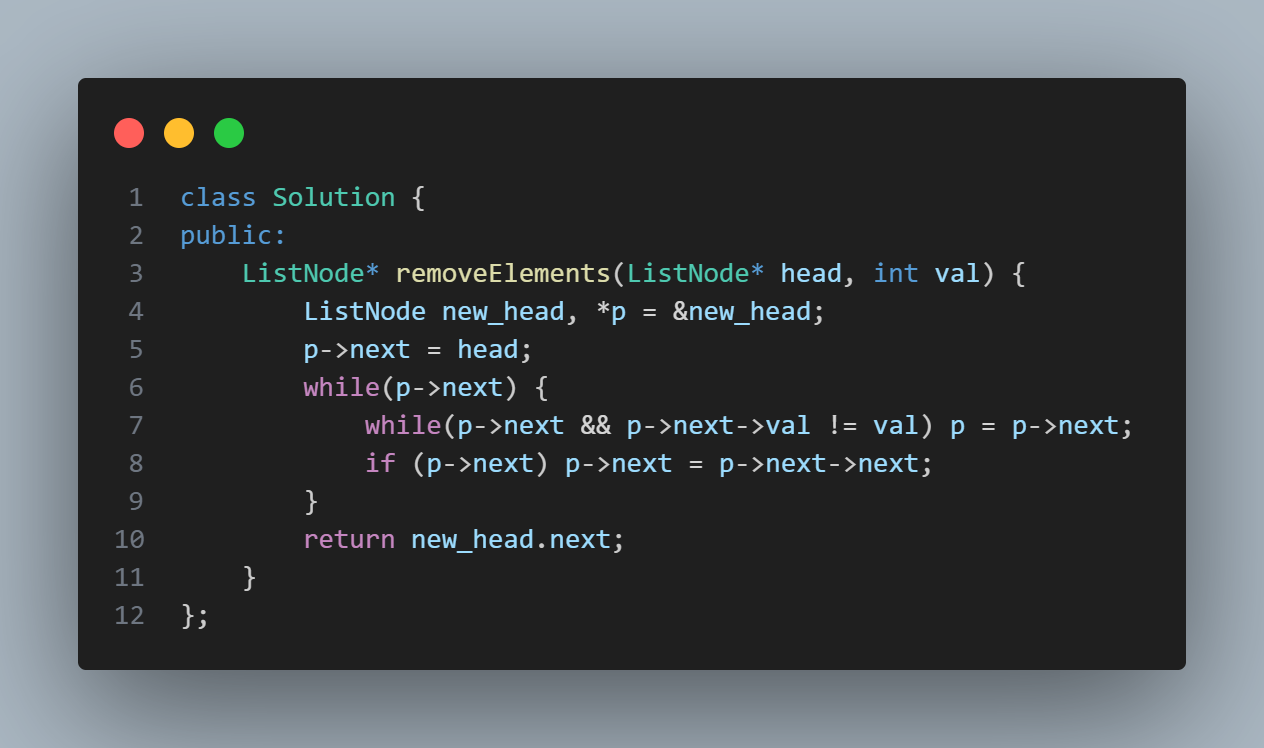 1 class Solution {
2 public:
3     ListNode* removeElements(ListNode* head, int val) {
4         ListNode new_head, *p = &new_head;
5         p->next = head;
6         while(p->next) {
7             while(p->next && p->next->val != val) p = p->next;
8             if (p->next) p->next = p->next->next;
9         }
10         return new_head.next;
11     }
12 };